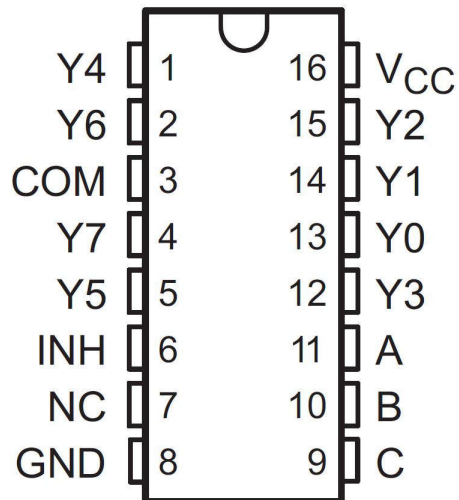 Y4 1 16 VCC
Y6 2 15 Y2
COM 3 14 Y1
Y7 4 13 Y0
Y5 5 12 Y3
INH 6 11 A
NC 7 10 B
GND 8 9 C